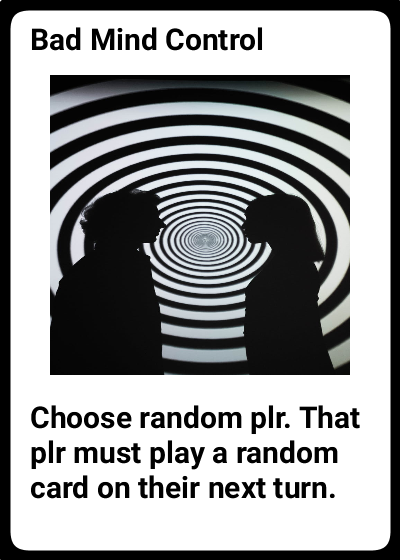 Bad Mind Control
Choose random plr. That
plr must play a random
card on their next turn.